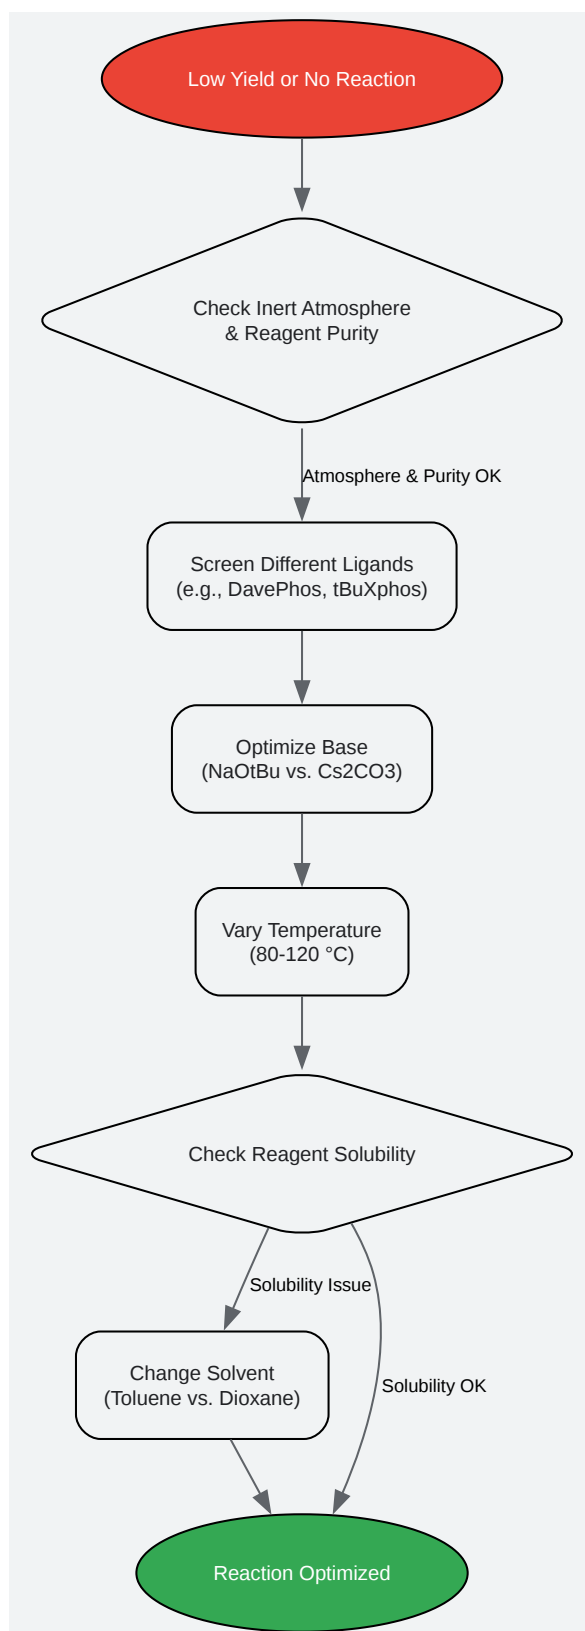 Low Yield or No Reaction
Check Inert Atmosphere
& Reagent Purity
Atmosphere & Purity OK
Screen Different Ligands
(e.g., DavePhos, tBuXphos)
Optimize Base
(NaOtBu vs. Cs2CO3)
Vary Temperature
(80-120 °C)
Check Reagent Solubility
Solubility Issue
Change Solvent
(Toluene vs. Dioxane)
Solubility OK
Reaction Optimized